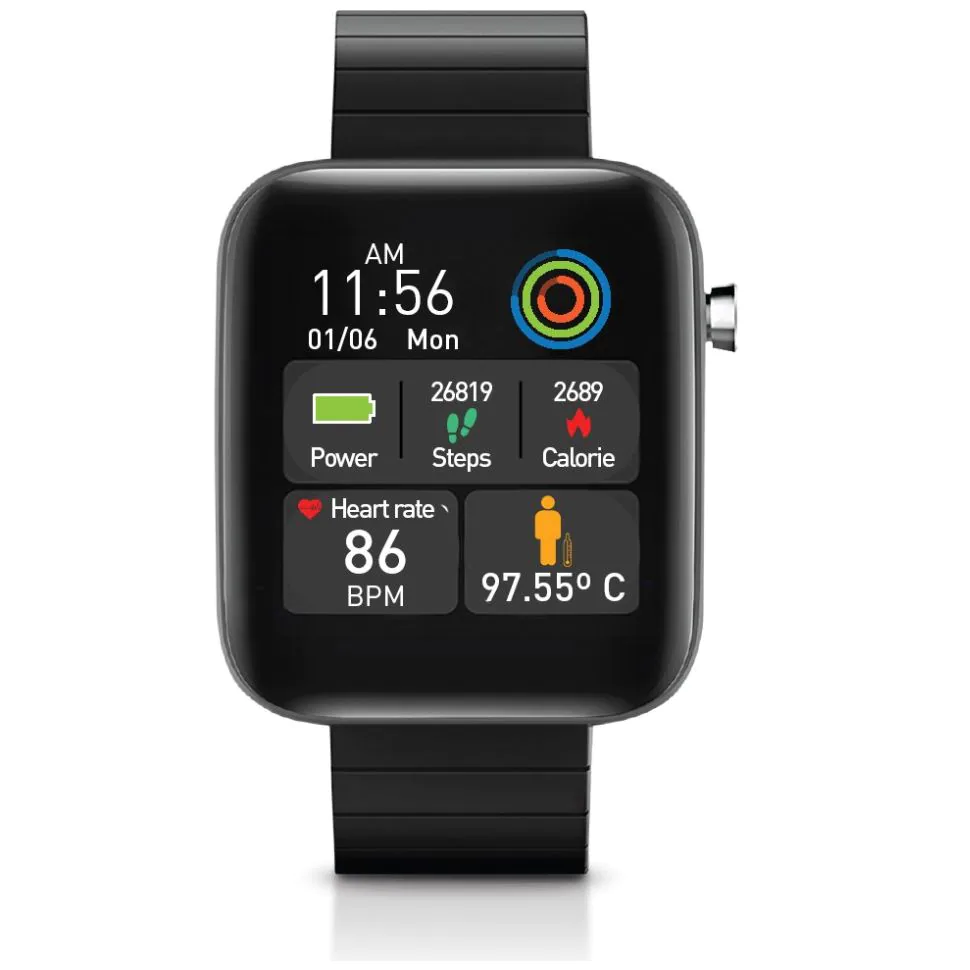 AM
11:56
01/06 Mon
26819 2689
Power Steps Calorie
Heart rate
86
BPM
97.55º C